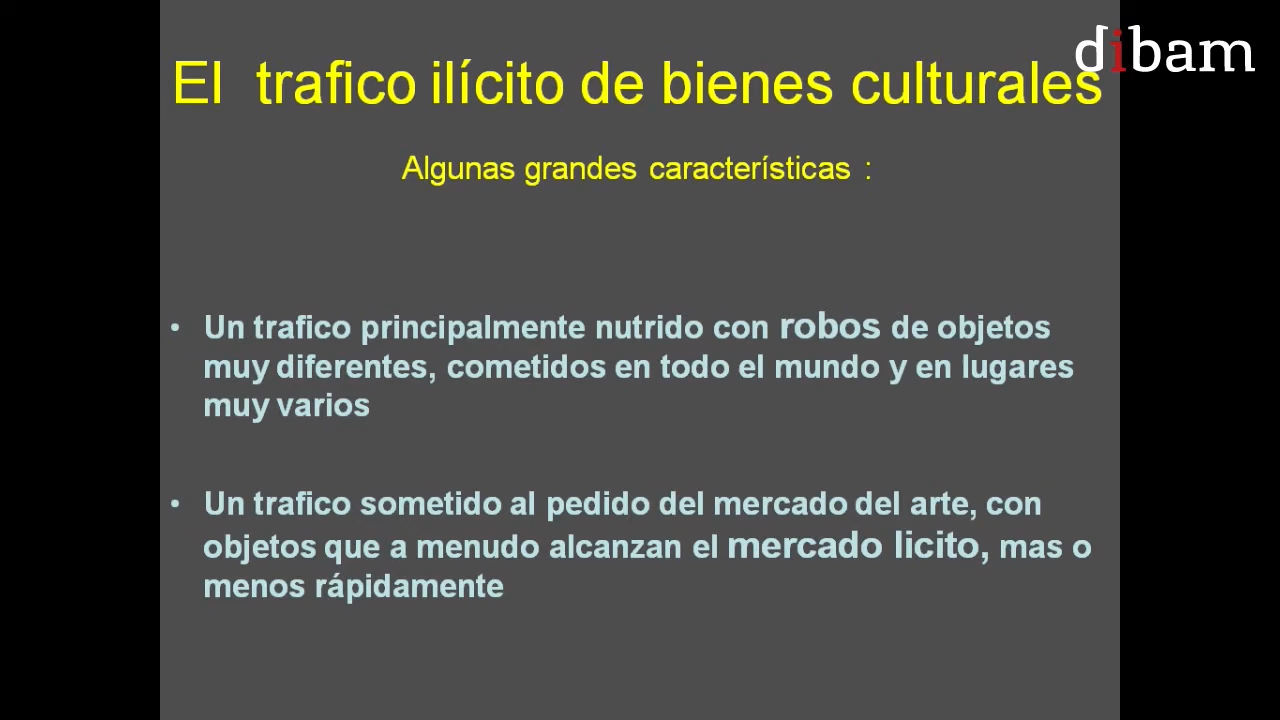 dibam
El trafico ilícito de bienes culturales
Algunas grandes características :
• Un trafico principalmente nutrido con robos de objetos
muy diferentes, cometidos en todo el mundo y en lugares
muy varios
• Un trafico sometido al pedido del mercado del arte, con
objetos que a menudo alcanzan el mercado licito, mas o
menos rápidamente